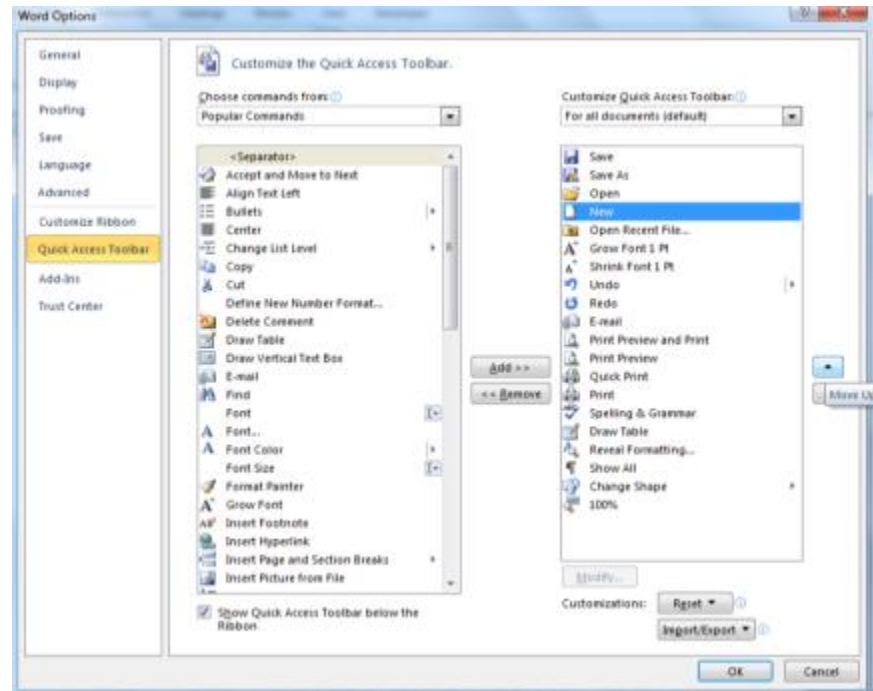 Word Options
General
Display
Proofing
Save
Language
Advanced
Customize Ribbon
Quick Access Toolbar
Add-Ins
Trust Center
Customize the Quick Access Toolbar.
Choose commands from:
Popular Commands
<Separator>
Accept and Move to Next
Align Text Left
Bullets
Center
Change List Level
Copy
Cut
Define New Number Format...
Delete Comment
Draw Table
Draw Vertical Text Box
E-mail
Find
Font
Font...
Font Color
Font Size
Format Painter
Grow Font
Insert Footnote
Insert Hyperlink
Insert Page and Section Breaks
Insert Picture from File
Show Quick Access Toolbar below the
Ribbon
Add >>
<< Remove
Customize Quick Access Toolbar:
For all documents (default)
Save
Save As
Open
New
Open Recent File...
Grow Font 1 Pt
Shrink Font 1 Pt
Undo
Redo
E-mail
Print Preview and Print
Print Preview
Quick Print
Print
Spelling & Grammar
Draw Table
Reveal Formatting...
Show All
Change Shape
100%
Move Up
Modify...
Customizations:
Reset
Import/Export
OK
Cancel